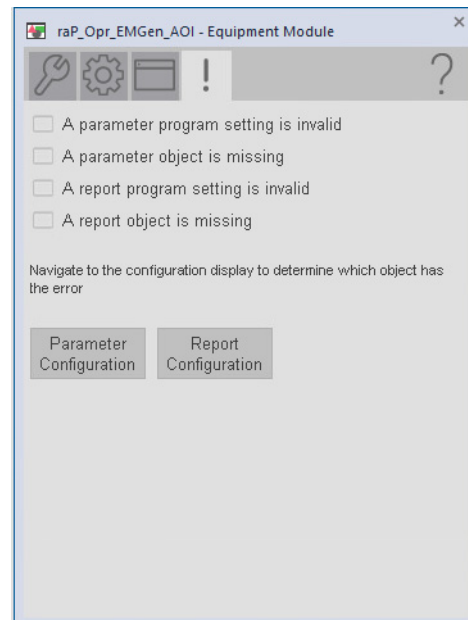 raP_Opr_EMGen_AOI - Equipment Module
A parameter program setting is invalid
A parameter object is missing
A report program setting is invalid
A report object is missing
Navigate to the configuration display to determine which object has
the error
Parameter
Configuration
Report
Configuration